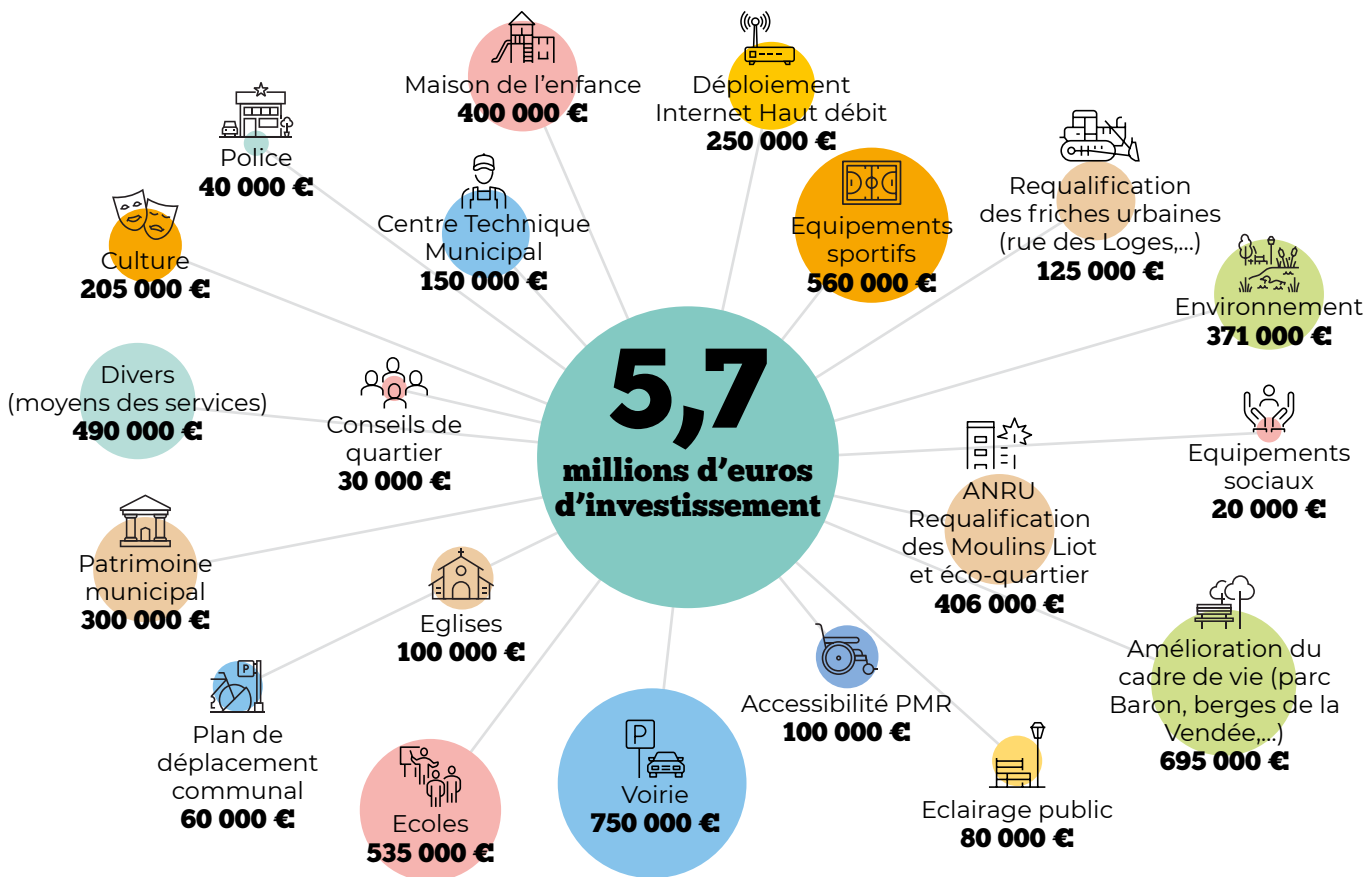 Maison de l'enfance
400 000 €
Déploiement
Internet Haut débit
250 000 €
Police
40 000 €
Centre Technique
Municipal
150 000 €
Equipements
sportifs
560 000 €
Requalification
des friches urbaines
(rue des Loges,...)
125 000 €
Culture
205 000 €
Environnement
371 000 €
5,7
millions d'euros
d'investissement
Divers
(moyens des services)
490 000 €
Conseils de
quartier
30 000 €
Equipements
sociaux
20 000 €
ANRU
Requalification
des Moulins Liot
et éco-quartier
406 000 €
Patrimoine
municipal
300 000 €
Eglises
100 000 €
Amélioration du
cadre de vie (parc
Baron, berges de la
Vendée,...)
695 000 €
P
Plan de
déplacement
communal
60 000 €
Accessibilité PMR
100 000 €
Ecoles
535 000 €
P
Voirie
750 000 €
Eclairage public
80 000 €